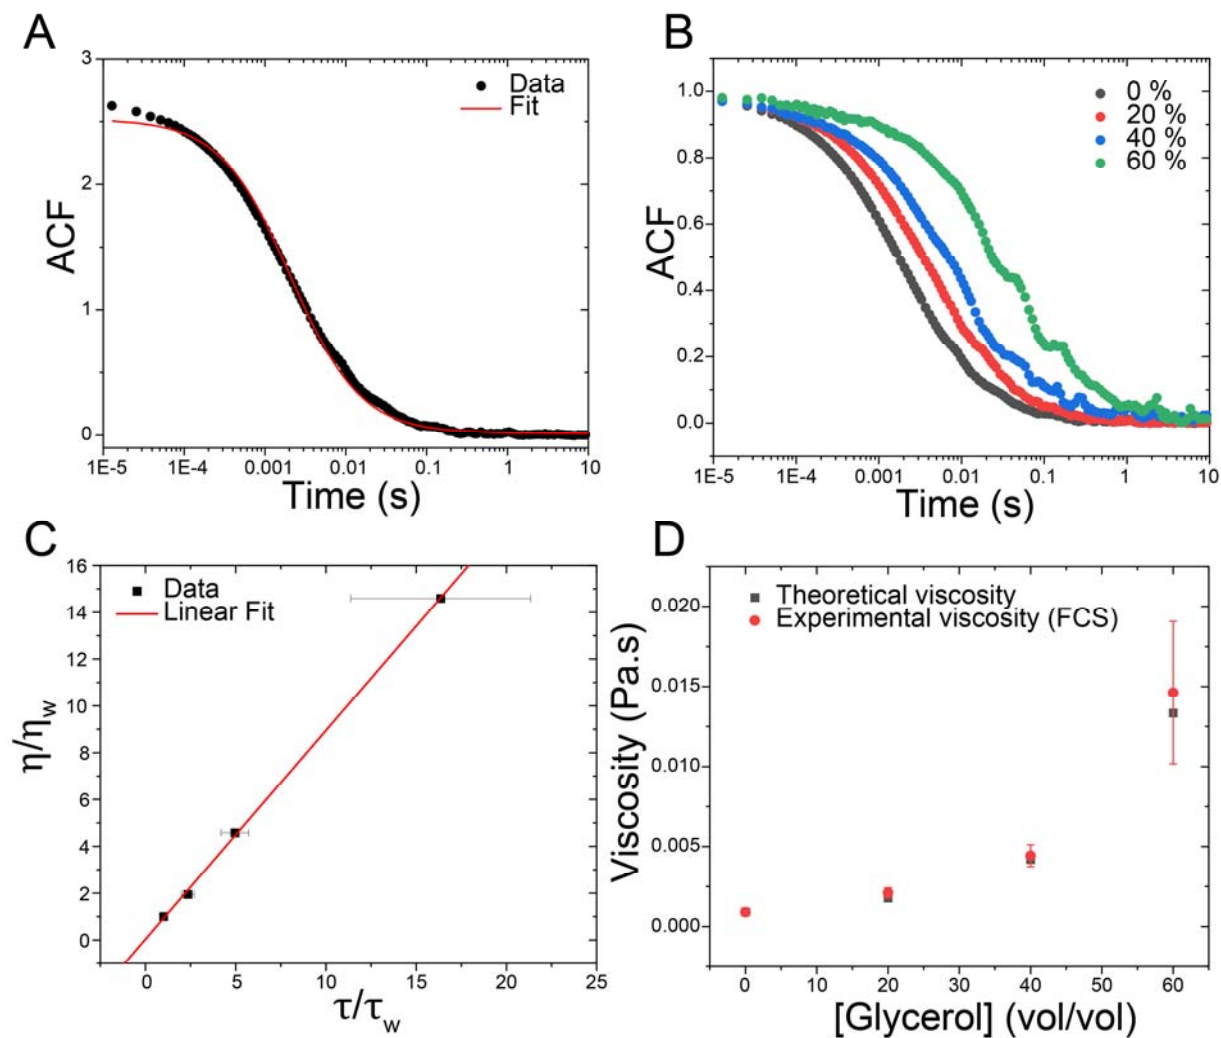 A
3
2
1
0
ACF
Data
Fit
1E-5 1E-4 0.001 0.01 0.1 1 10
Time (s)
B
1.0
0.8
0.6
0.4
0.2
0.0
ACF
0 %
20 %
40 %
60 %
1E-5 1E-4 0.001 0.01 0.1 1 10
Time (s)
C
16
14
12
10
8
6
4
2
0
η/ηw
Data
Linear Fit
0 5 10 15 20 25
τ/τw
D
0.020
0.015
0.010
0.005
0.000
Viscosity (Pa.s)
Theoretical viscosity
Experimental viscosity (FCS)
0 10 20 30 40 50 60
[Glycerol] (vol/vol)